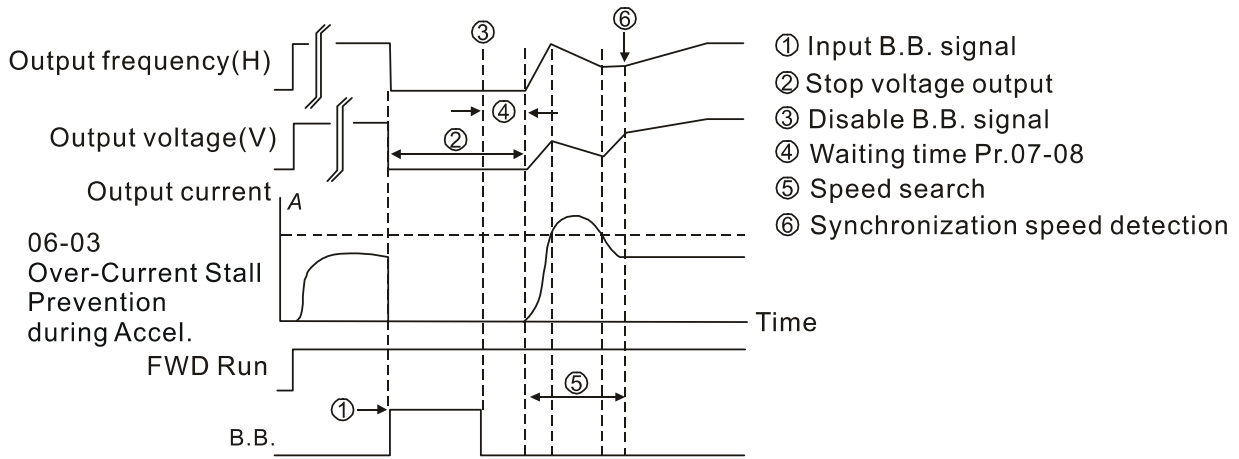 Output frequency(H)
Output voltage(V)
Output current
A
06-03
Over-Current Stall
Prevention
during Accel.
FWD Run
B.B.
Time
①
②
③
④
⑤
⑥
① Input B.B. signal
② Stop voltage output
③ Disable B.B. signal
④ Waiting time Pr.07-08
⑤ Speed search
⑥ Synchronization speed detection